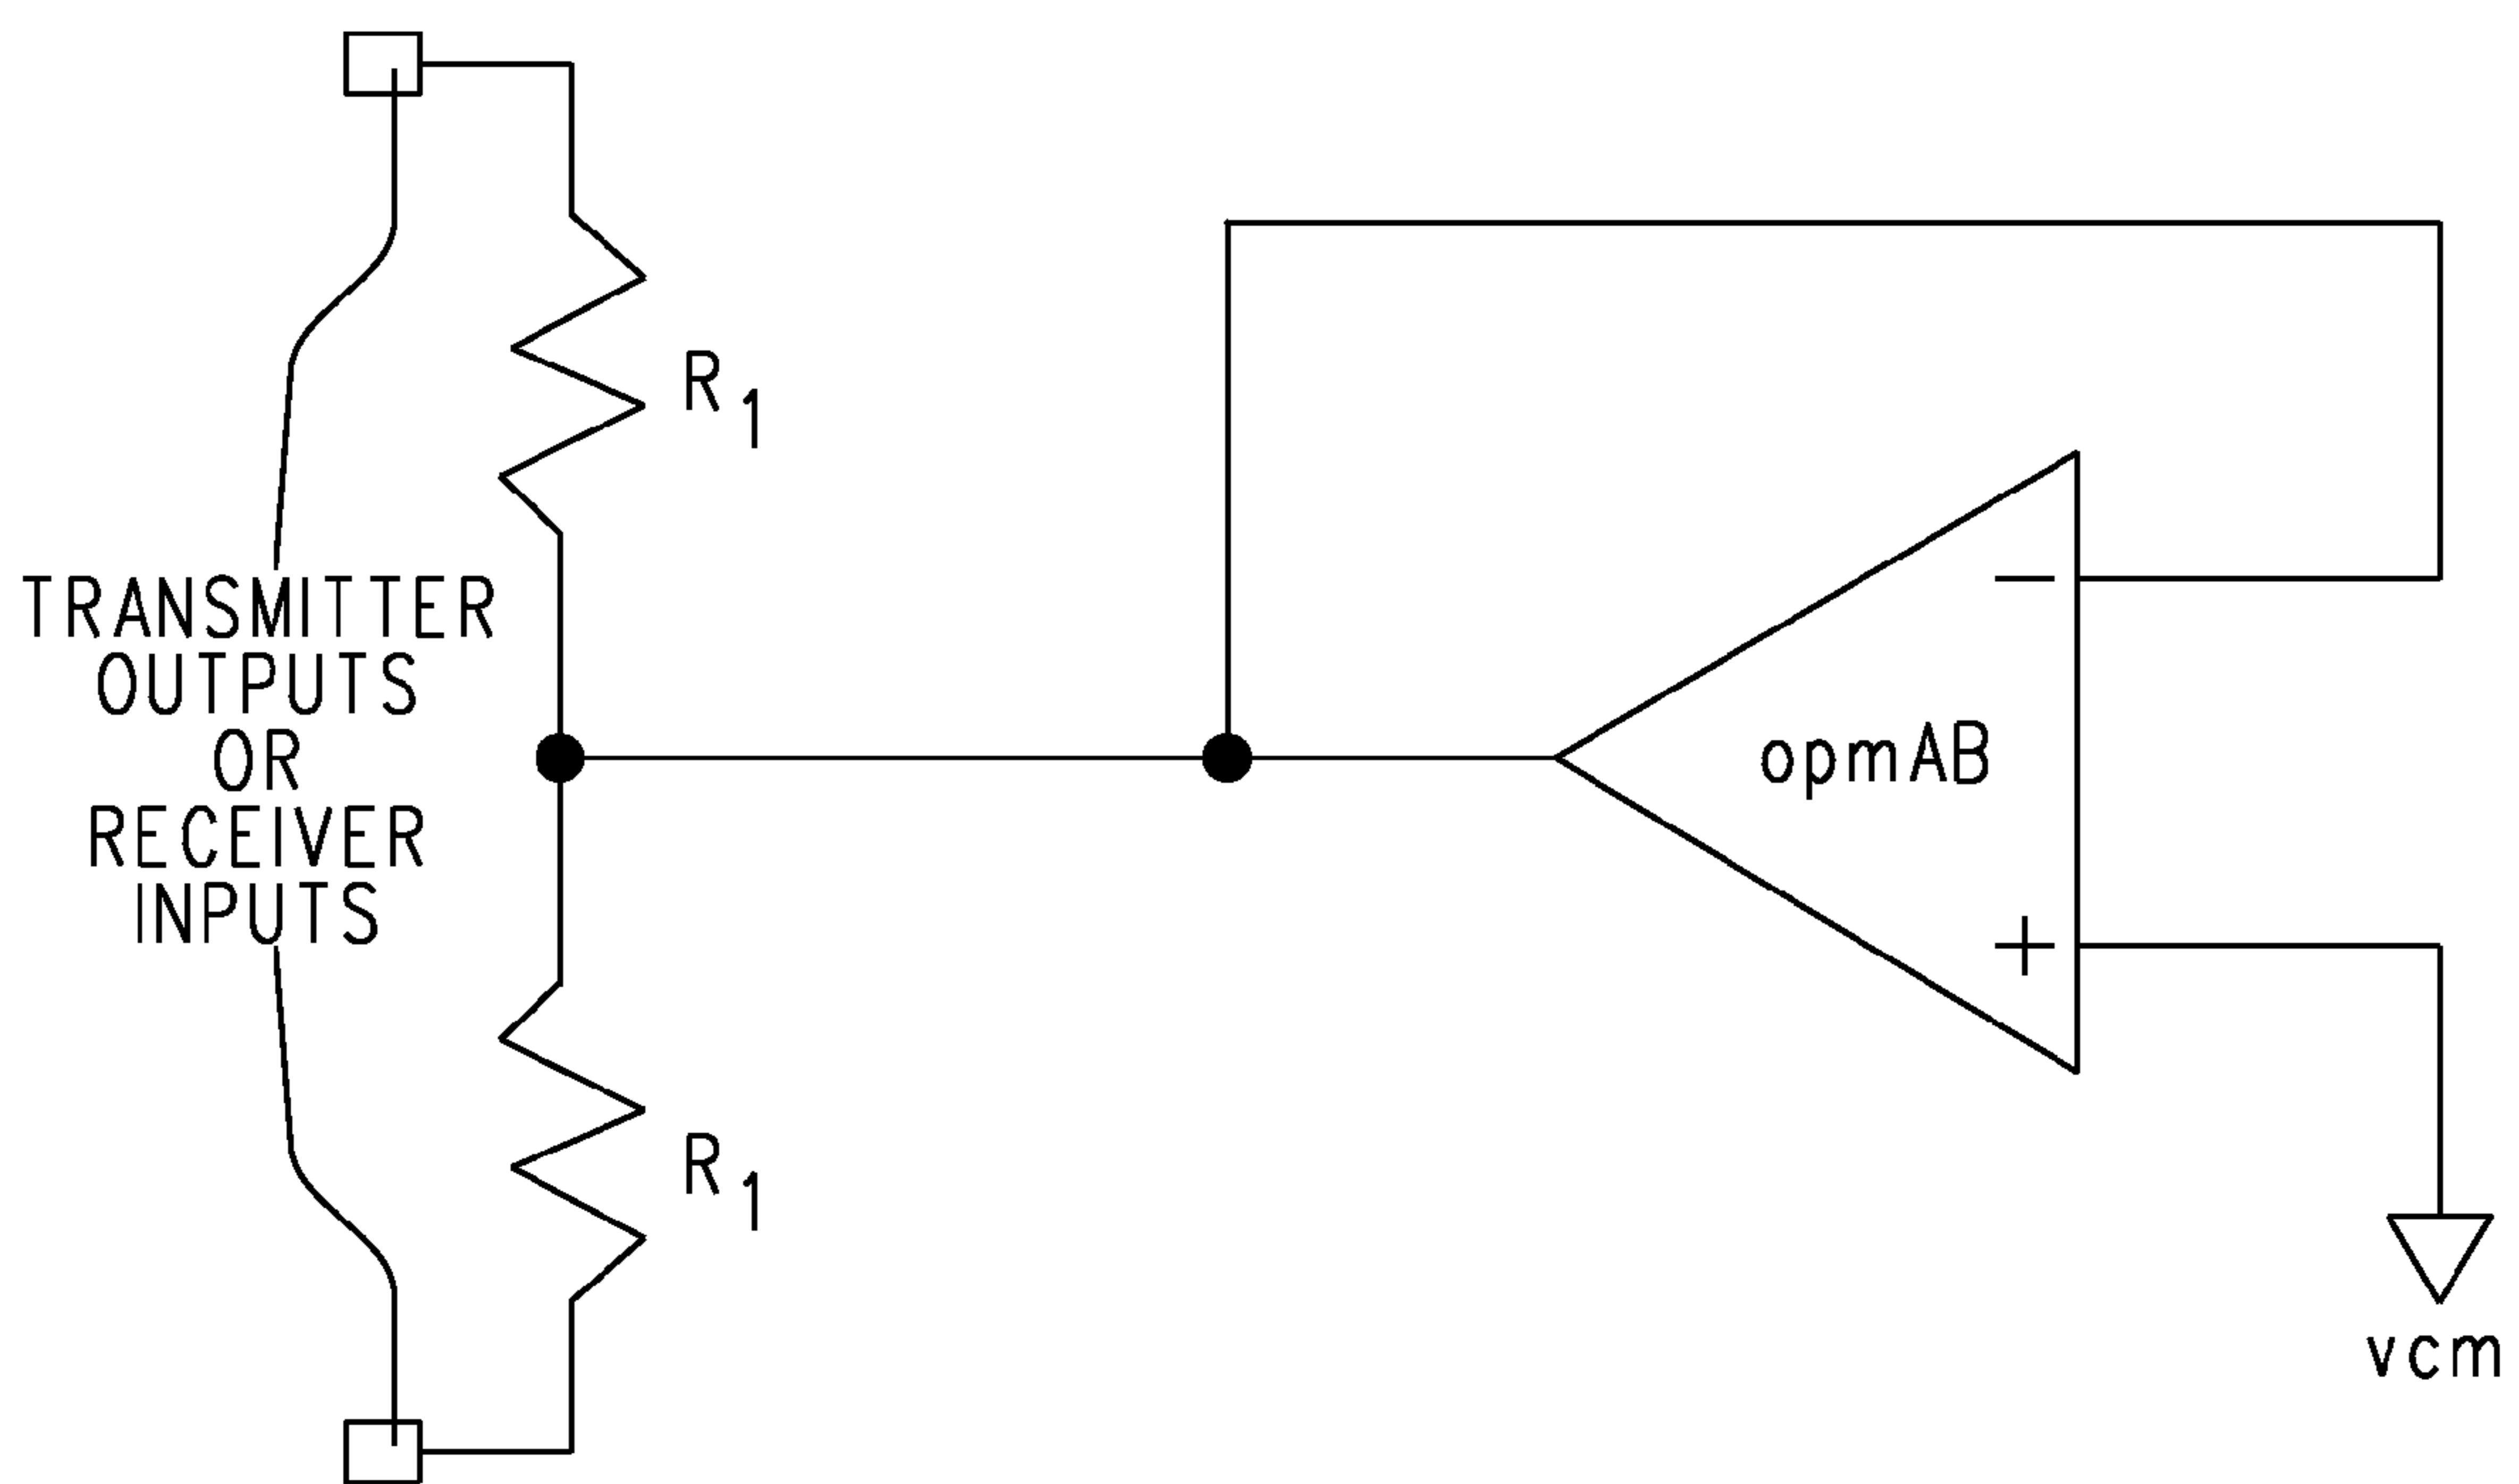 R1
TRANSMITTER
OUTPUTS
OR
RECEIVER
INPUTS
−
opmAB
+
R1
vcm